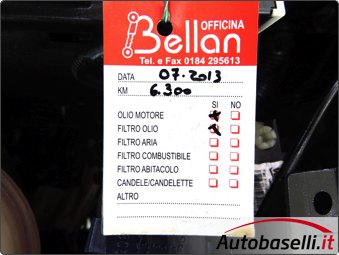 OFFICINA
Bellan
Tel. e Fax 0184 295613
DATA 07.2013
KM 6.300
SI NO
OLIO MOTORE
FILTRO OLIO
FILTRO ARIA
FILTRO COMBUSTIBILE
FILTRO ABITACOLO
CANDELE/CANDELETTE
ALTRO
Autobaselli.it